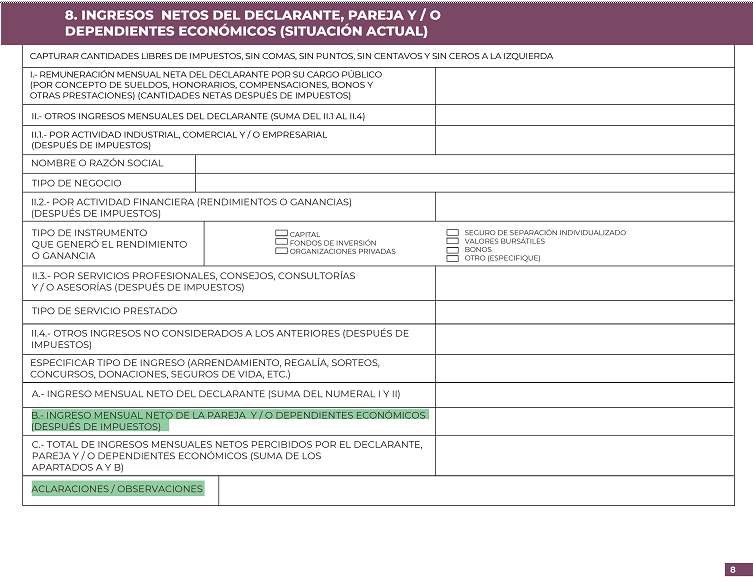 8. INGRESOS NETOS DEL DECLARANTE, PAREJA Y / O
DEPENDIENTES ECONÓMICOS (SITUACIÓN ACTUAL)
CAPTURAR CANTIDADES LIBRES DE IMPUESTOS, SIN COMAS, SIN PUNTOS, SIN CENTAVOS Y SIN CEROS A LA IZQUIERDA
I.- REMUNERACIÓN MENSUAL NETA DEL DECLARANTE POR SU CARGO PÚBLICO
(POR CONCEPTO DE SUELDOS, HONORARIOS, COMPENSACIONES, BONOS Y
OTRAS PRESTACIONES) (CANTIDADES NETAS DESPUÉS DE IMPUESTOS)
II.- OTROS INGRESOS MENSUALES DEL DECLARANTE (SUMA DEL II.1 AL II.4)
II.1.- POR ACTIVIDAD INDUSTRIAL, COMERCIAL Y / O EMPRESARIAL
(DESPUÉS DE IMPUESTOS)
NOMBRE O RAZÓN SOCIAL
TIPO DE NEGOCIO
II.2.- POR ACTIVIDAD FINANCIERA (RENDIMIENTOS O GANANCIAS)
(DESPUÉS DE IMPUESTOS)
TIPO DE INSTRUMENTO
QUE GENERÓ EL RENDIMIENTO
O GANANCIA
CAPITAL
FONDOS DE INVERSIÓN
ORGANIZACIONES PRIVADAS
SEGURO DE SEPARACIÓN INDIVIDUALIZADO
VALORES BURSÁTILES
BONOS
OTRO (ESPECIFIQUE)
II.3.- POR SERVICIOS PROFESIONALES, CONSEJOS, CONSULTORÍAS
Y / O ASESORÍAS (DESPUÉS DE IMPUESTOS)
TIPO DE SERVICIO PRESTADO
II.4.- OTROS INGRESOS NO CONSIDERADOS A LOS ANTERIORES (DESPUÉS DE
IMPUESTOS)
ESPECIFICAR TIPO DE INGRESO (ARRENDAMIENTO, REGALÍA, SORTEOS,
CONCURSOS, DONACIONES, SEGUROS DE VIDA, ETC.)
A.- INGRESO MENSUAL NETO DEL DECLARANTE (SUMA DEL NUMERAL I Y II)
B.- INGRESO MENSUAL NETO DE LA PAREJA Y / O DEPENDIENTES ECONÓMICOS
(DESPUÉS DE IMPUESTOS)
C.- TOTAL DE INGRESOS MENSUALES NETOS PERCIBIDOS POR EL DECLARANTE,
PAREJA Y / O DEPENDIENTES ECONÓMICOS (SUMA DE LOS
APARTADOS A Y B)
ACLARACIONES / OBSERVACIONES
8